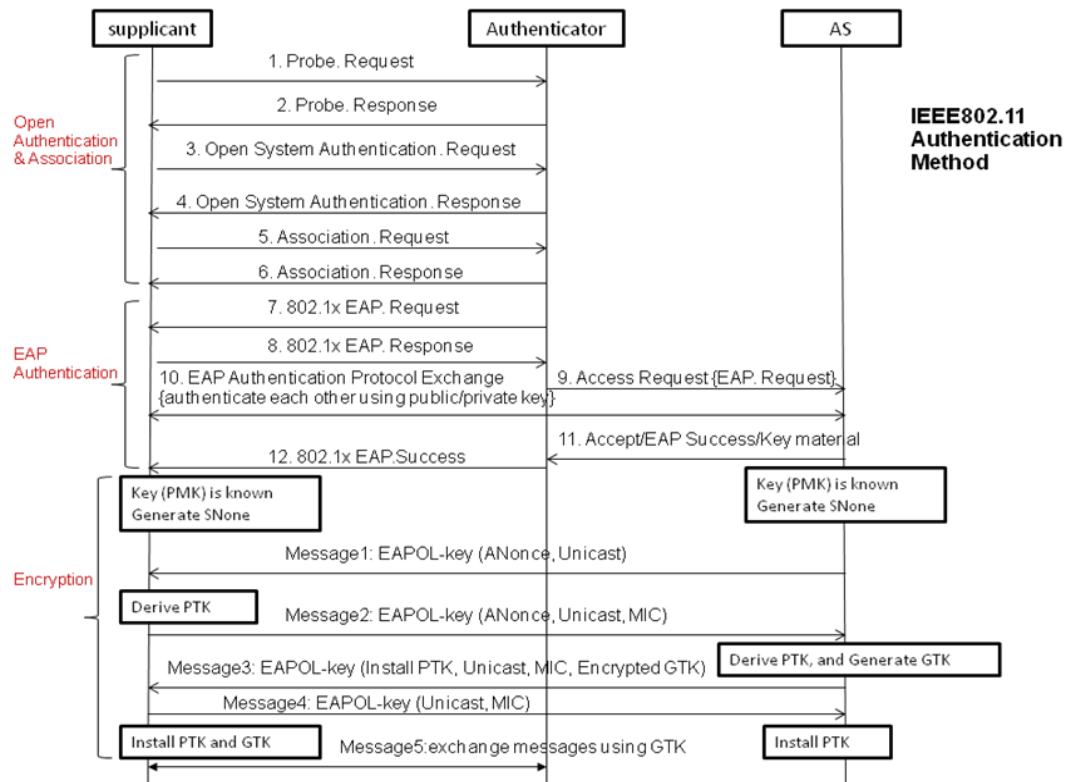 supplicant
Authenticator
AS
1. Probe. Request
2. Probe. Response
IEEE802.11
Authentication
Method
Open
Authentication
& Association
3. Open System Authentication. Request
4. Open System Authentication. Response
5. Association. Request
6. Association. Response
7. 802.1x EAP. Request
8. 802.1x EAP. Response
EAP
Authentication
10. EAP Authentication Protocol Exchange
{authenticate each other using public/private key}
9. Access Request {EAP. Request}
11. Accept/EAP Success/Key material
12. 802.1x EAP.Success
Key (PMK) is known
Generate SNone
Key (PMK) is known
Generate SNone
Message1: EAPOL-key (ANonce, Unicast)
Encryption
Derive PTK
Message2: EAPOL-key (ANonce, Unicast, MIC)
Derive PTK, and Generate GTK
Message3: EAPOL-key (Install PTK, Unicast, MIC, Encrypted GTK)
Message4: EAPOL-key (Unicast, MIC)
Install PTK and GTK
Install PTK
Message5:exchange messages using GTK